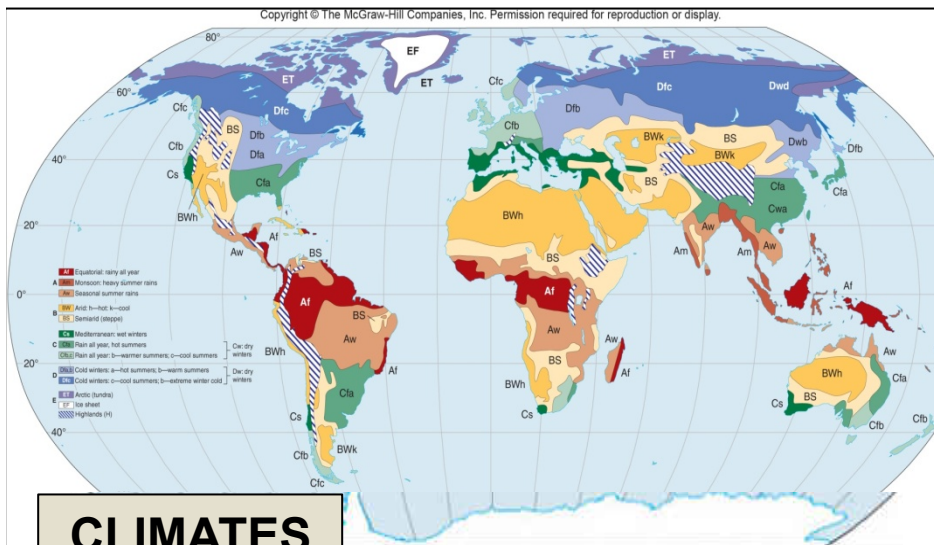 Copyright © The McGraw-Hill Companies, Inc. Permission required for reproduction or display.
80°
EF
ET
ET
ET
Cfc
Dfc
Dwd
60°
Cfc
Dfc
Dfb
BS
Dfb
Cfb
BWk
BS
Cfb
Dfa
BWk
Dwb
Dfb
40°
Cs
BS
Cfa
Cfa
Cfa
Cwa
BWh
BWh
20°
Af
Aw
BS
BS
Am
Aw
Am
Aw
Af Equatorial: rainy all year
A Am Monsoon: heavy summer rains
Aw Seasonal summer rains
B BW Arid: h—hot; k—cool
BS Semiarid (steppe)
Cs Mediterranean: wet winters
C Cfa Rain all year, hot summers
Cfb,c Rain all year: b—warmer summers; c—cool summers
Cw: dry winters
D Dfa,b Cold winters: a—hot summers; b—warm summers
Dfc Cold winters: c—cool summers; b—extreme winter cold
Dw: dry winters
E ET Arctic (tundra)
EF Ice sheet
Highlands (H)
0°
Af
Af
Af
BS
Aw
Aw
Aw
Aw
BWh
BS
BWh
20°
BWh
Af
Af
Cfa
Cfa
BS
Cs
Cs
Cfb
Cfb
40°
BWk
Cfb
Cfc
CLIMATES